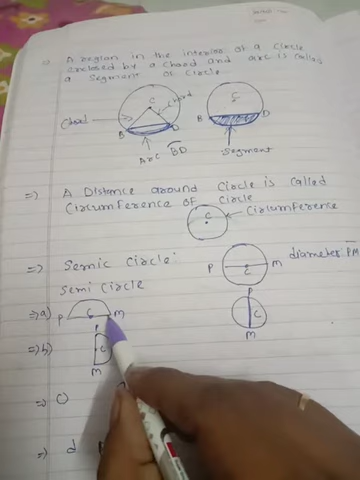 A Region in the interior of a circle
enclosed by a chord and arc is called
a segment of circle
C
chord
chord
B D
Arc BD
C
B D
segment
=) A Distance around circle is called
circumference of circle
C
circumference
=) Semic circle:
P C M
diameter PM
semi circle
=) a) P C M
P
C
M
=) b) P
C
M
=) c)
=) d